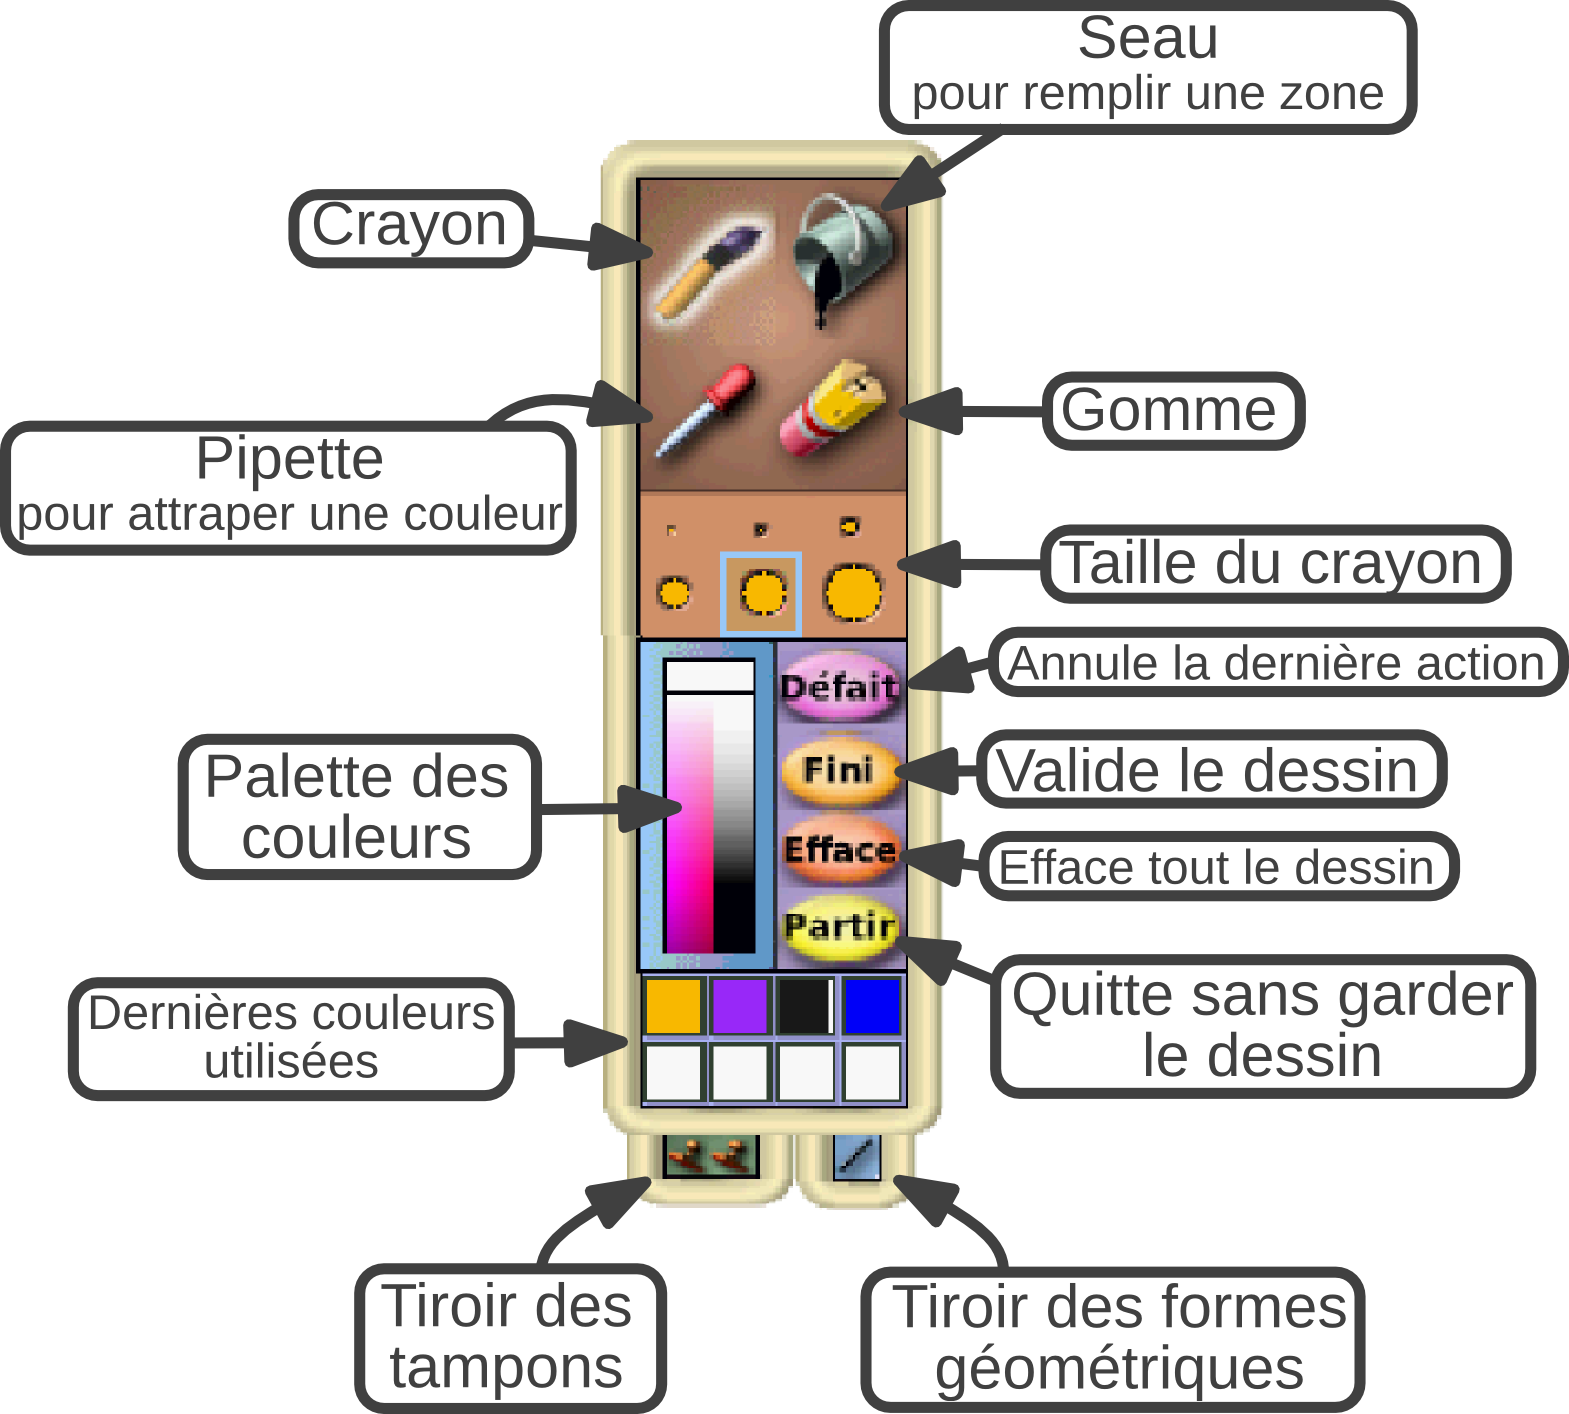 Seau
pour remplir une zone
Crayon
Gomme
Pipette
pour attraper une couleur
Taille du crayon
Annule la dernière action
Défait
Valide le dessin
Fini
Palette des
couleurs
Efface tout le dessin
Efface
Partir
Quitte sans garder
le dessin
Dernières couleurs
utilisées
Tiroir des
tampons
Tiroir des formes
géométriques